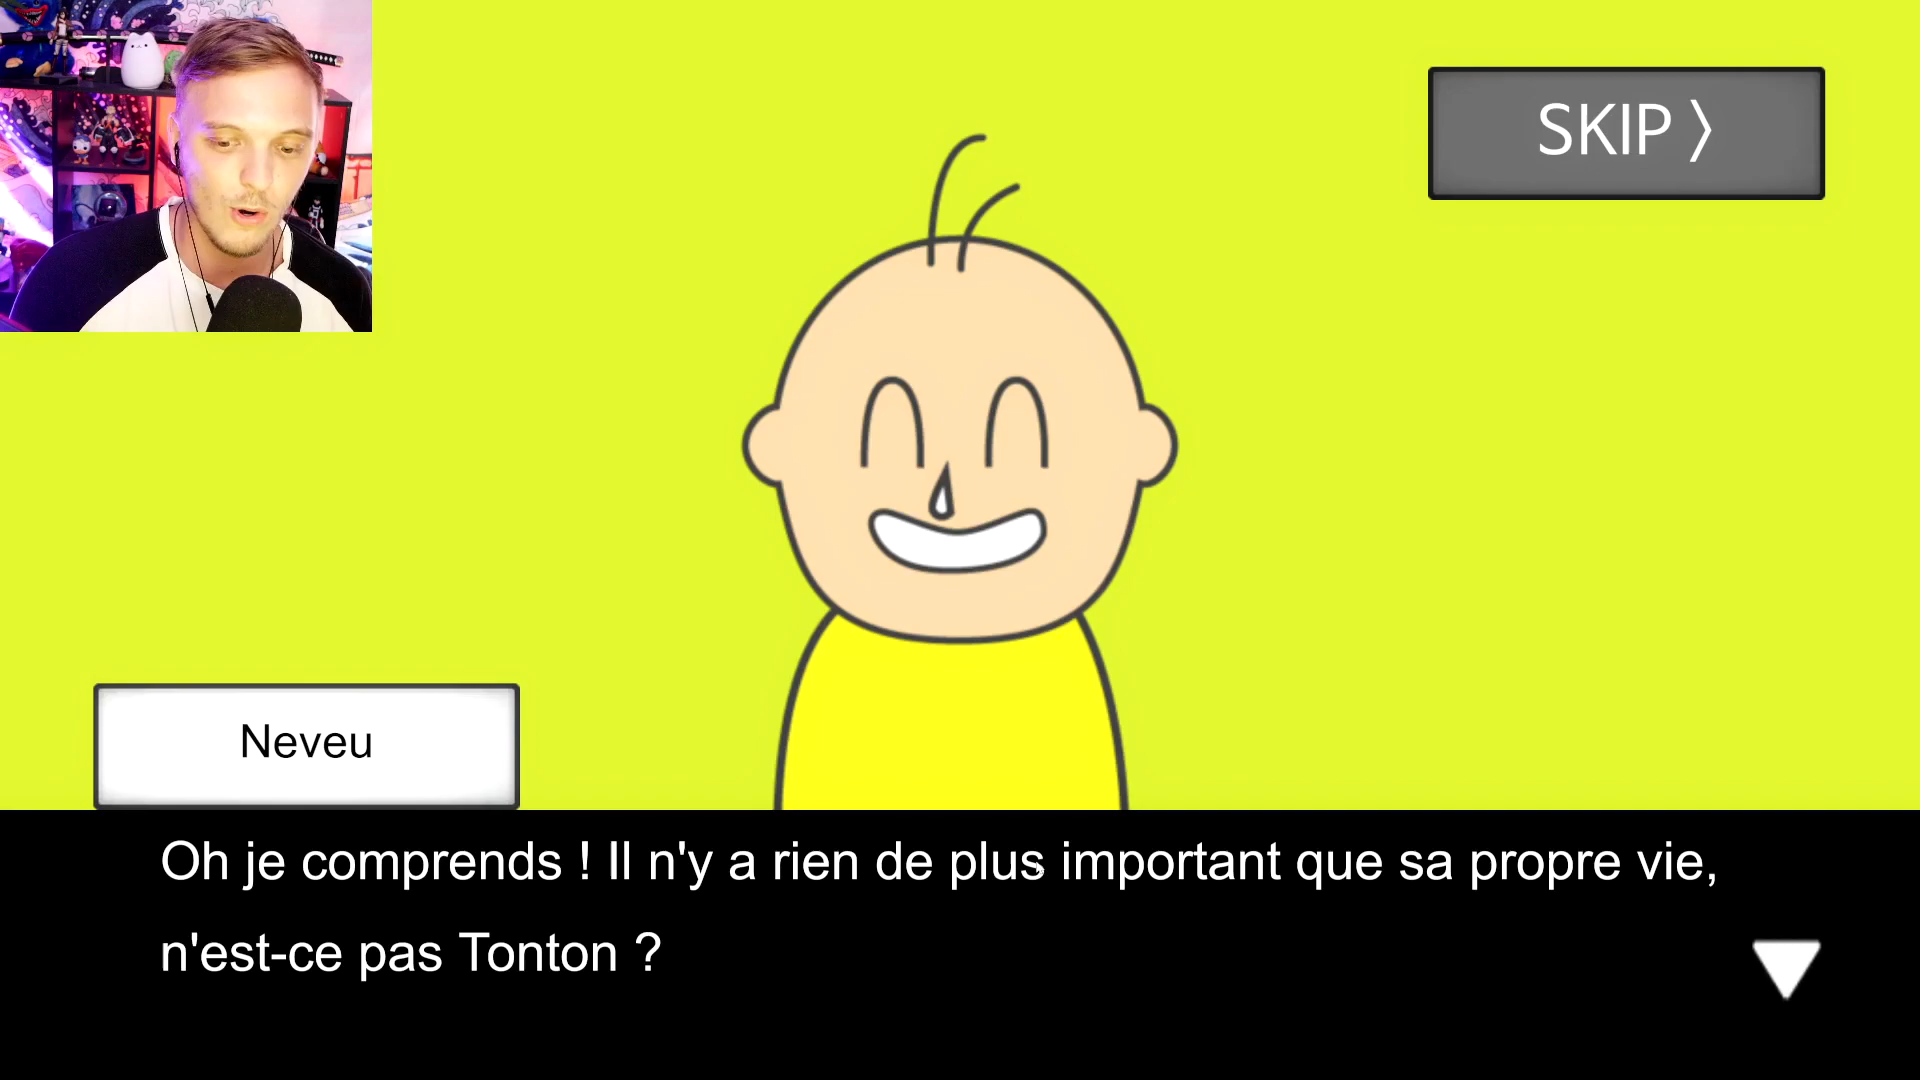 SKIP 〉
Neveu
Oh je comprends ! Il n'y a rien de plus important que sa propre vie,
n'est-ce pas Tonton ?